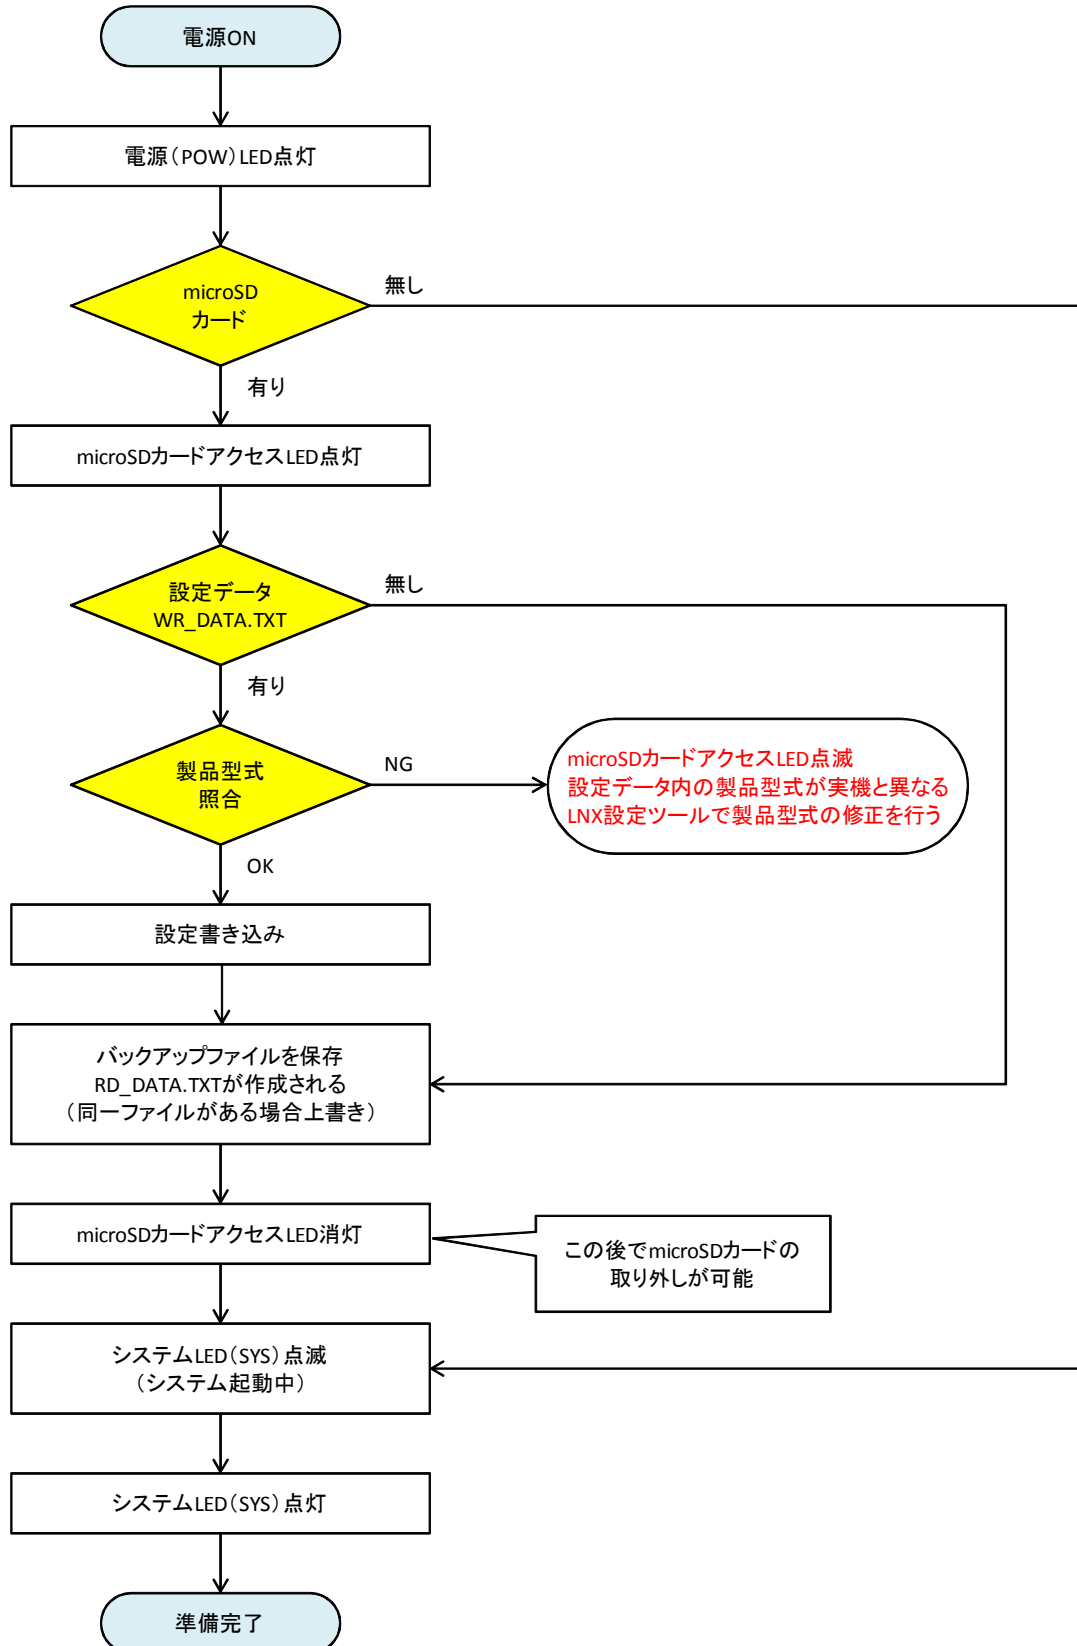 電源ON
電源（POW）LED点灯
microSD
カード
無し
有り
microSDカードアクセスLED点灯
設定データ
WR_DATA.TXT
無し
有り
製品型式
照合
NG
microSDカードアクセスLED点滅
設定データ内の製品型式が実機と異なる
LNX設定ツールで製品型式の修正を行う
OK
設定書き込み
バックアップファイルを保存
RD_DATA.TXTが作成される
（同一ファイルがある場合上書き）
microSDカードアクセスLED消灯
この後でmicroSDカードの
取り外しが可能
システムLED（SYS）点滅
（システム起動中）
システムLED（SYS）点灯
準備完了